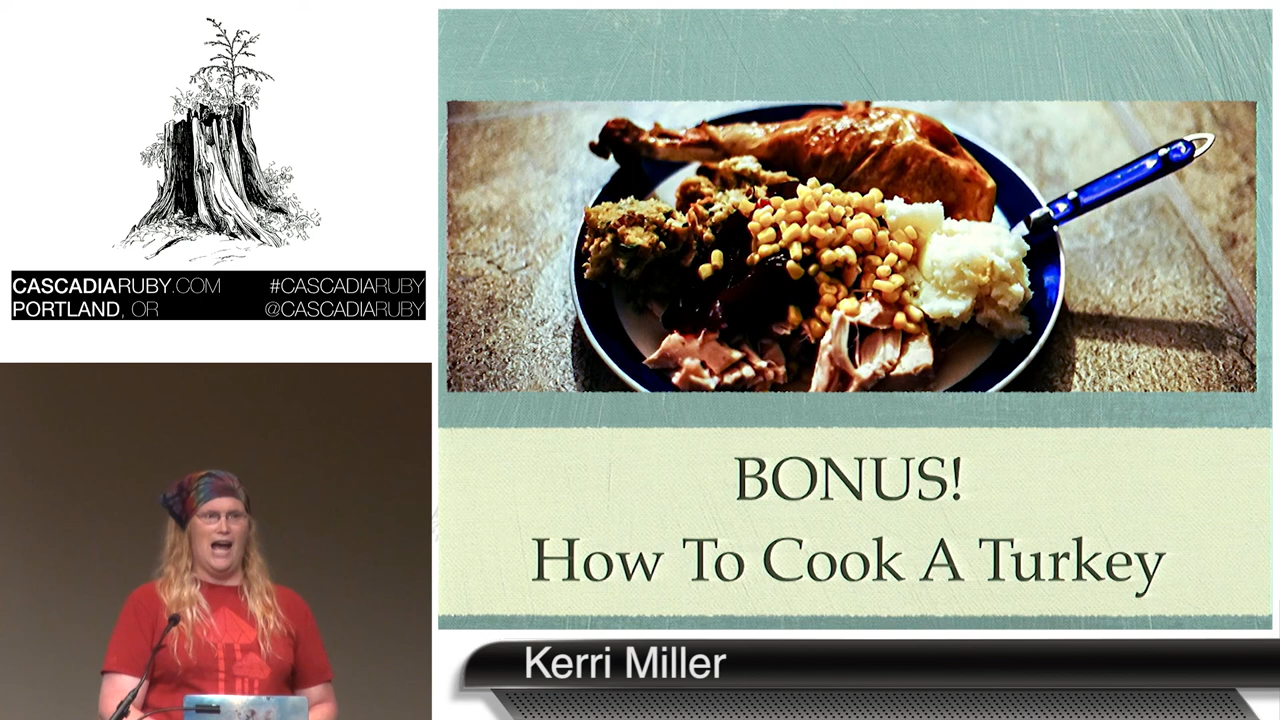 CASCADIARUBY.COM #CASCADIARUBY
PORTLAND, OR @CASCADIARUBY
BONUS!
How To Cook A Turkey
Kerri Miller